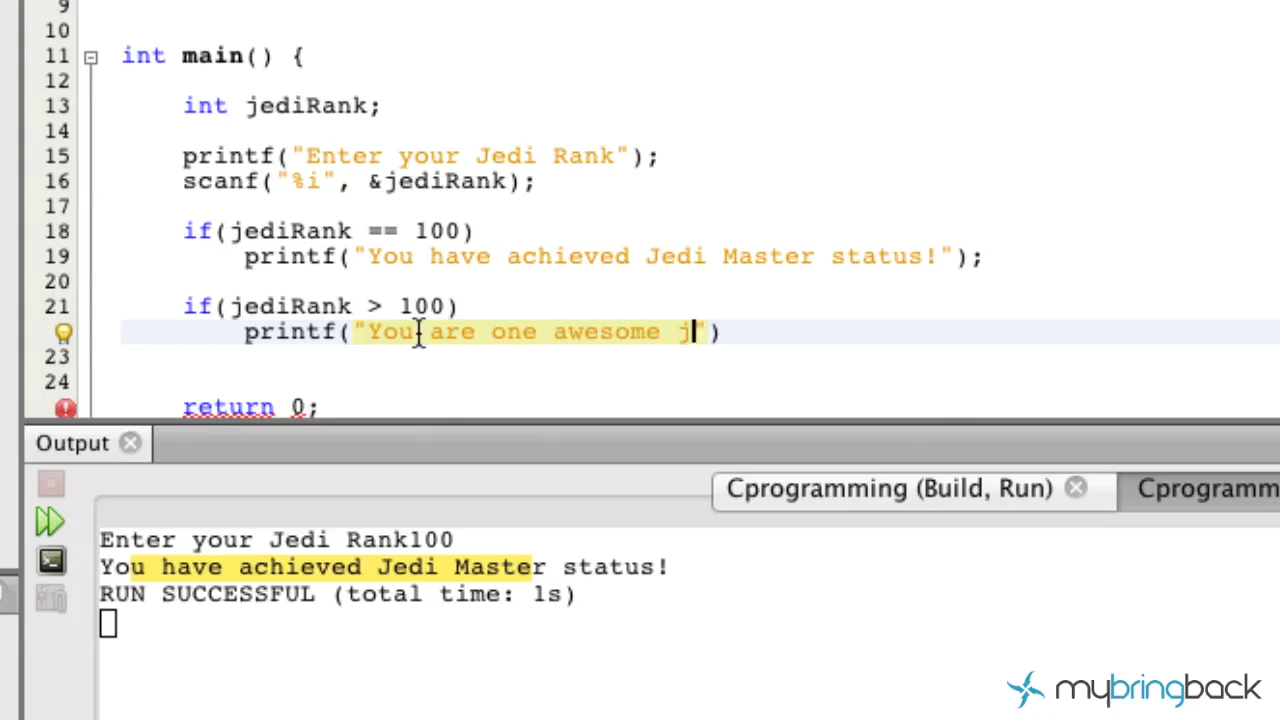 9
10
11 int main() {
12
13 int jediRank;
14
15 printf("Enter your Jedi Rank");
16 scanf("%i", &jediRank);
17
18 if(jediRank == 100)
19 printf("You have achieved Jedi Master status!");
20
21 if(jediRank > 100)
printf("You are one awesome j")
23
24
return 0;
Output
Cprogramming (Build, Run) Cprogramm
Enter your Jedi Rank100
You have achieved Jedi Master status!
RUN SUCCESSFUL (total time: 1s)
mybringback